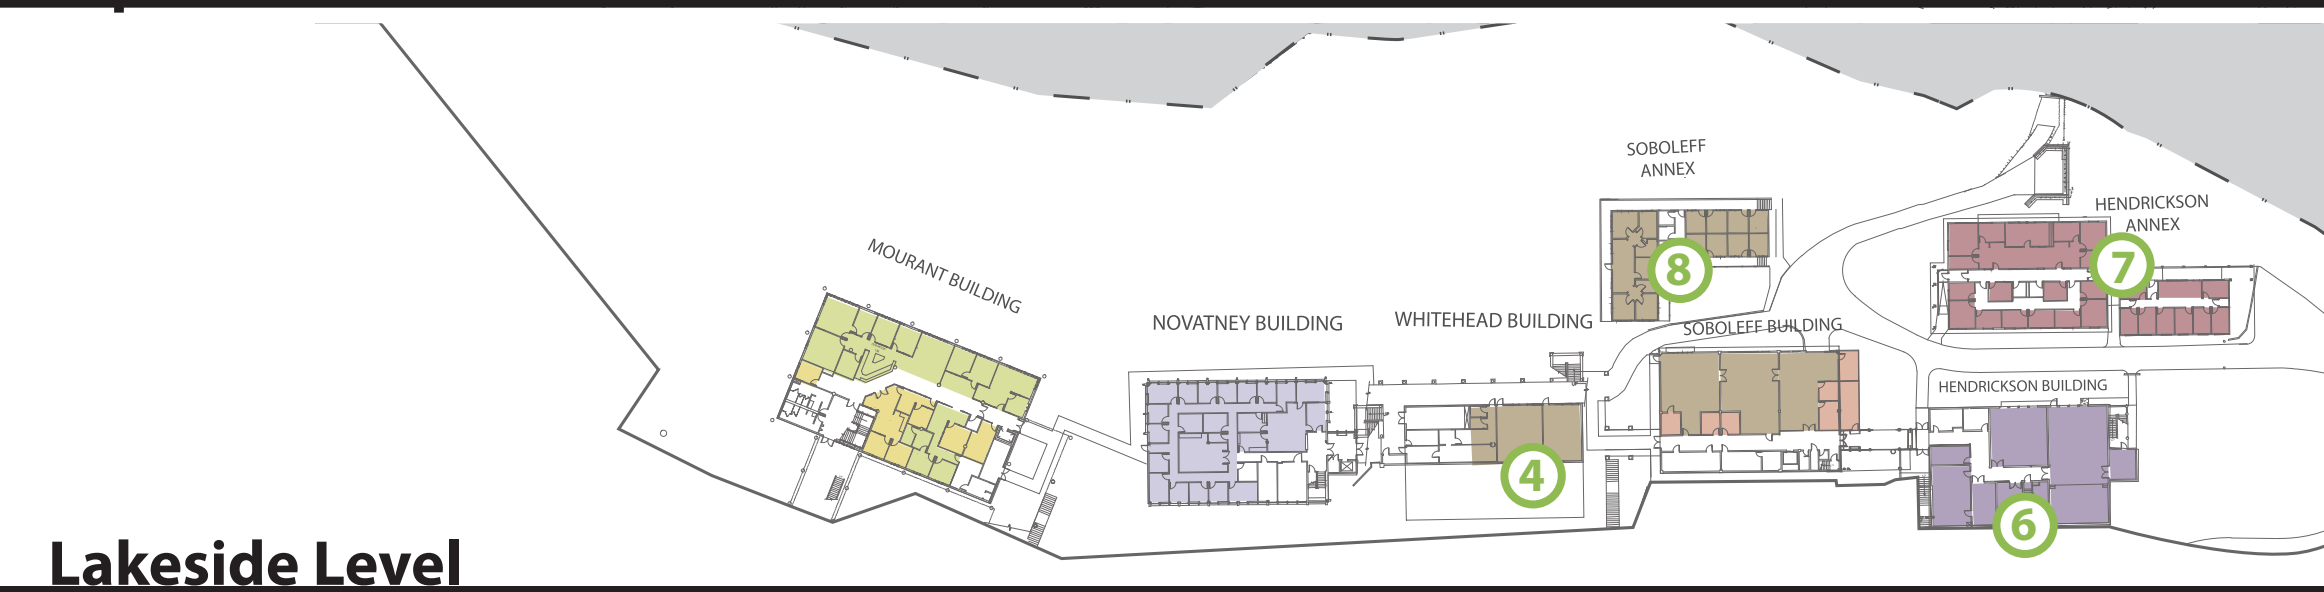 SOBOLEFF
ANNEX
HENDRICKSON
ANNEX
MOURANT BUILDING
8
7
NOVATNEY BUILDING
WHITEHEAD BUILDING
SOBOLEFF BUILDING
HENDRICKSON BUILDING
4
6
Lakeside Level